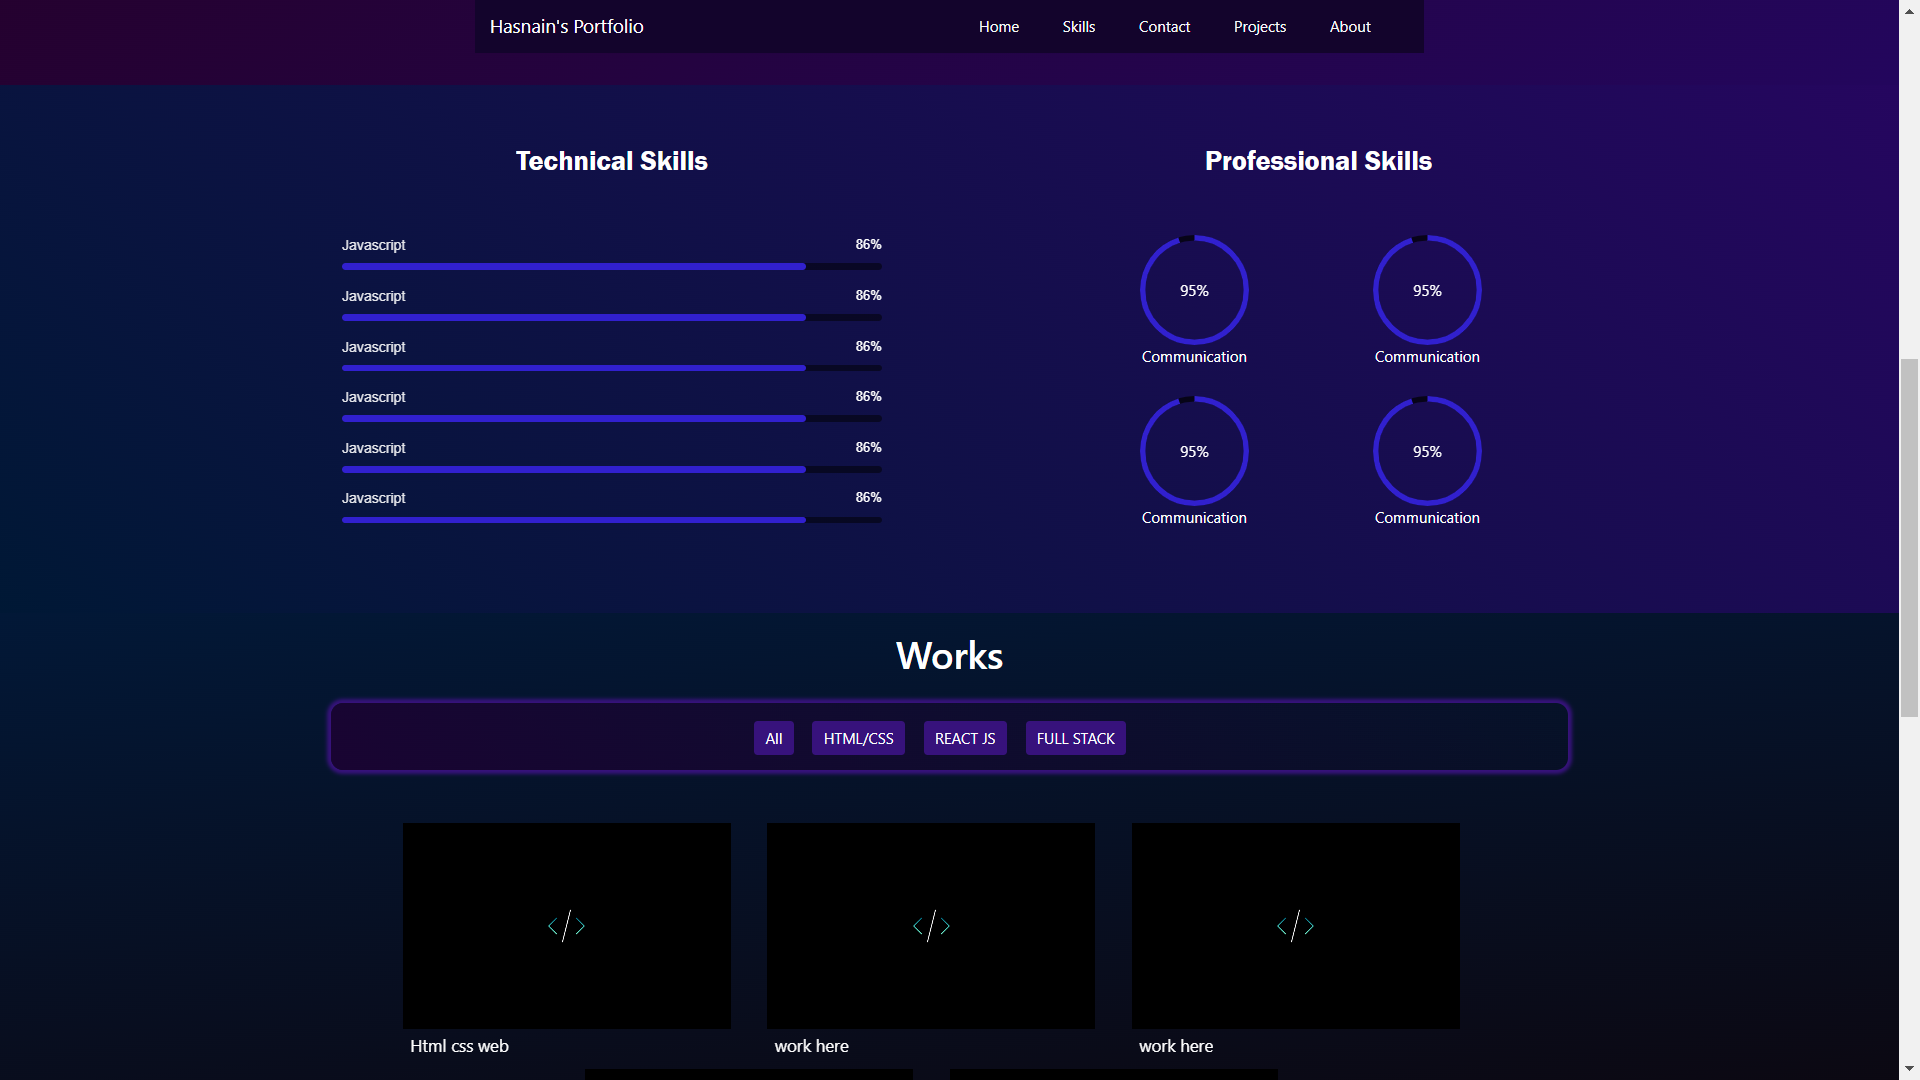 Hasnain's Portfolio
Home Skills Contact Projects About
Technical Skills
Javascript 86%
Javascript 86%
Javascript 86%
Javascript 86%
Javascript 86%
Javascript 86%
Professional Skills
95% 95%
Communication Communication
95% 95%
Communication Communication
Works
All HTML/CSS REACT JS FULL STACK
</> </> </>
Html css web work here work here